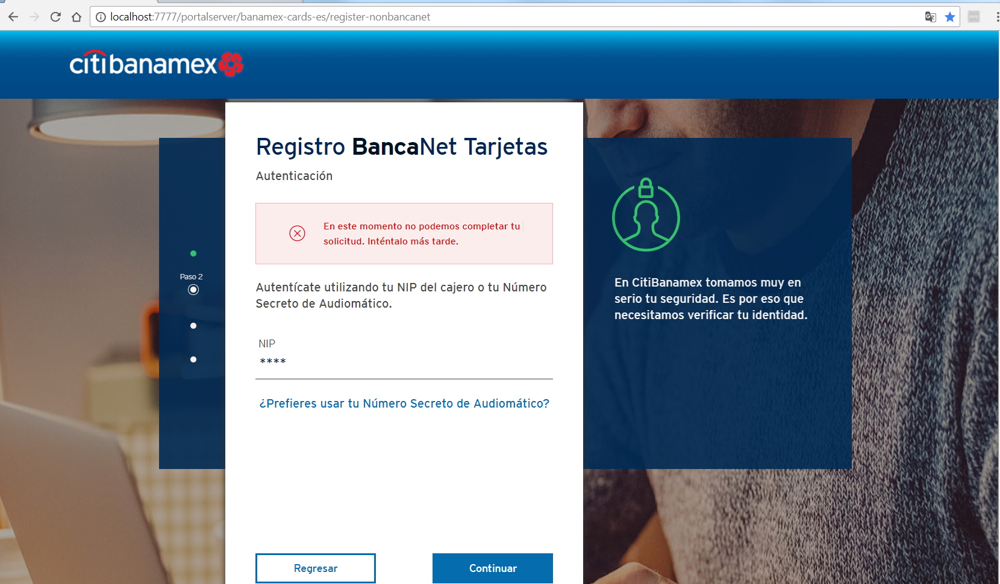 localhost:7777/portalserver/banamex-cards-es/register-nonbancanet
citibanamex
Registro BancaNet Tarjetas
Autenticación
En este momento no podemos completar tu
solicitud. Inténtalo más tarde.
Paso 2
Autentícate utilizando tu NIP del cajero o tu Número
Secreto de Audiomático.
NIP
****
¿Prefieres usar tu Número Secreto de Audiomático?
Regresar
Continuar
En CitiBanamex tomamos muy en
serio tu seguridad. Es por eso que
necesitamos verificar tu identidad.